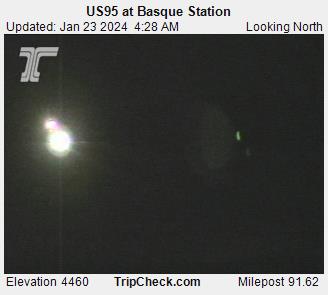 US95 at Basque Station
Updated: Jan 23 2024 4:28 AM Looking North
Elevation 4460 TripCheck.com Milepost 91.62